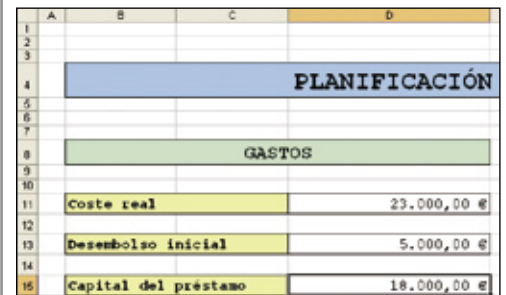 A B C D
1
2
3
4 PLANIFICACIÓN
5
6
7
8 GASTOS
9
10
11 Coste real 23.000,00 €
12
13 Desembolso inicial 5.000,00 €
14
15 Capital del préstamo 18.000,00 €